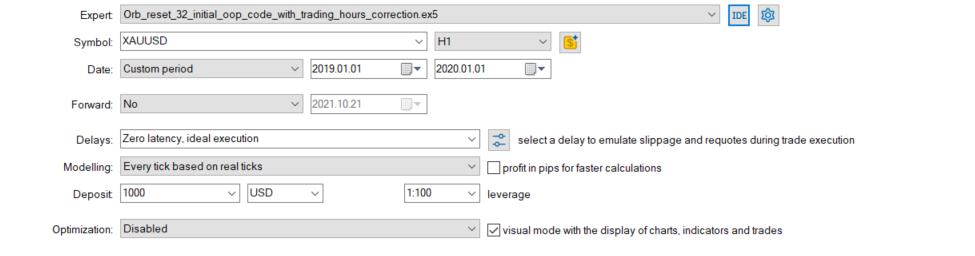 Expert: Orb_reset_32_initial_oop_code_with_trading_hours_correction.ex5 IDE
Symbol: XAUUSD H1 $
Date: Custom period 2019.01.01 2020.01.01
Forward: No 2021.10.21
Delays: Zero latency, ideal execution select a delay to emulate slippage and requotes during trade execution
Modelling: Every tick based on real ticks profit in pips for faster calculations
Deposit: 1000 USD 1:100 leverage
Optimization: Disabled visual mode with the display of charts, indicators and trades